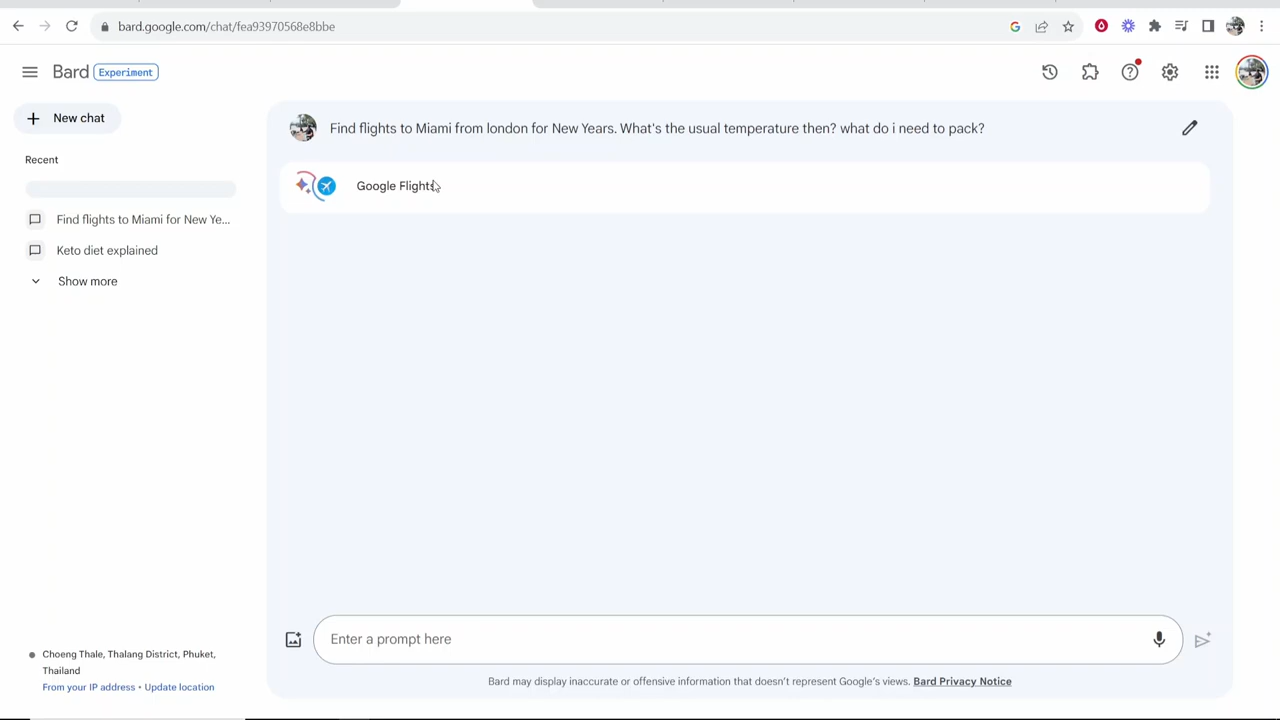 bard.google.com/chat/fea93970568e8bbe
Bard Experiment
New chat
Recent
Find flights to Miami for New Ye...
Keto diet explained
Show more
Find flights to Miami from london for New Years. What's the usual temperature then? what do i need to pack?
Google Flights
Enter a prompt here
Choeng Thale, Thalang District, Phuket,
Thailand
From your IP address • Update location
Bard may display inaccurate or offensive information that doesn't represent Google's views. Bard Privacy Notice